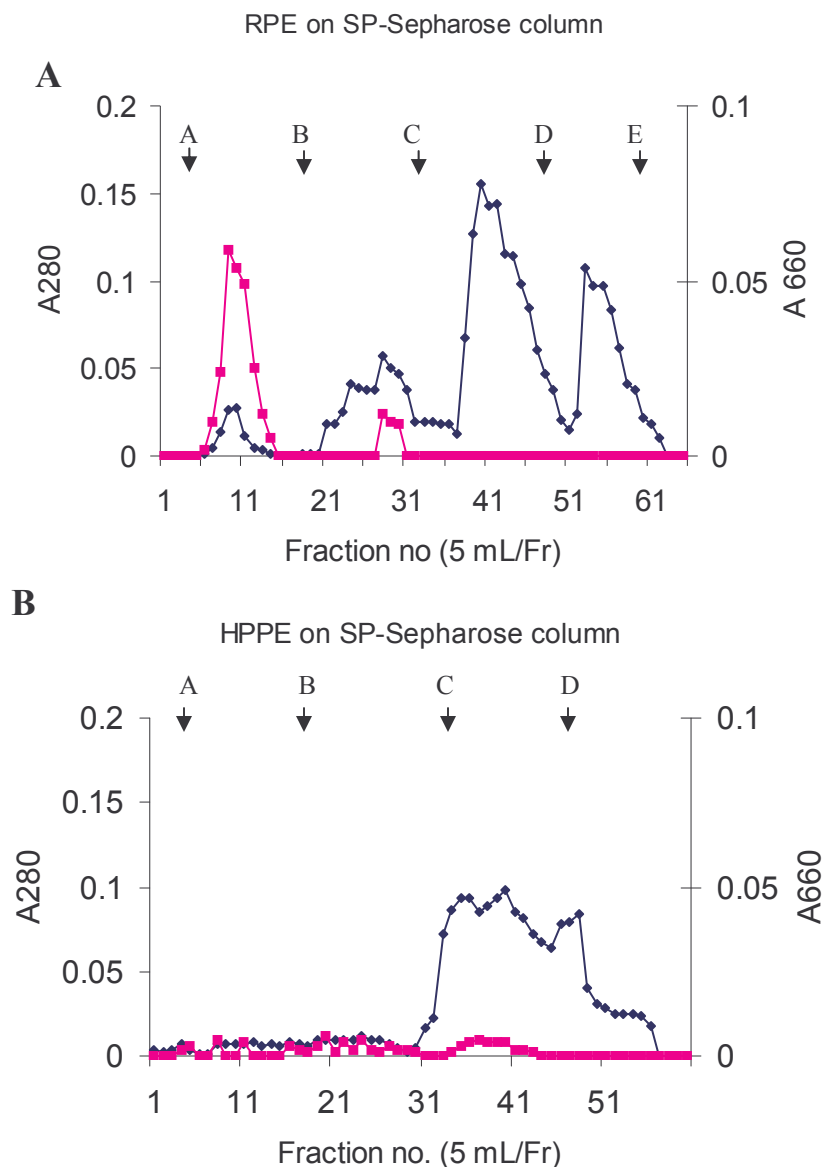 RPE on SP-Sepharose column
A
0.2 0.1
A B C D E
0.15
A280 0.1 0.05 A 660
0.05
0 0
1 11 21 31 41 51 61
Fraction no (5 mL/Fr)
B
HPPE on SP-Sepharose column
A B C D
0.2 0.1
0.15
A280 0.1 0.05 A660
0.05
0 0
1 11 21 31 41 51
Fraction no. (5 mL/Fr)